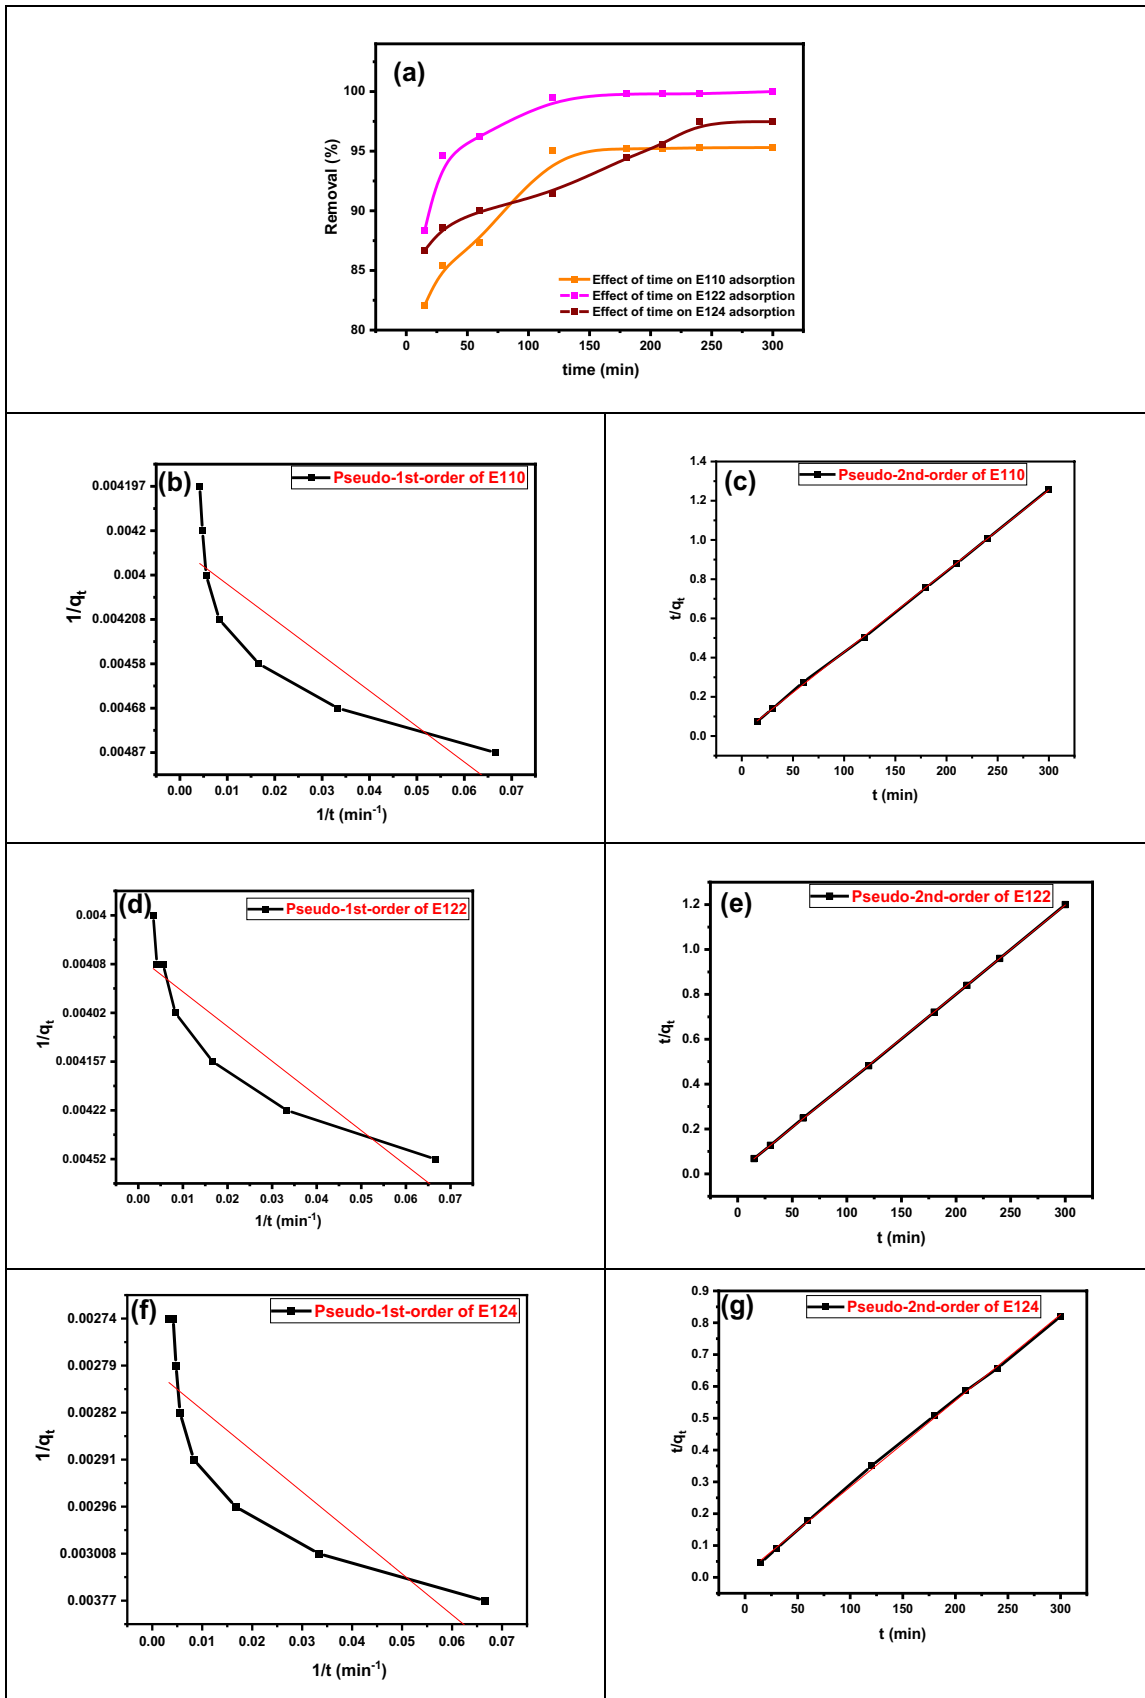 (a)
100
95
90
85
80
Removal (%)
Effect of time on E110 adsorption
Effect of time on E122 adsorption
Effect of time on E124 adsorption
0 50 100 150 200 250 300
time (min)
(b)
Pseudo-1st-order of E110
0.004197
0.0042
0.004
0.004208
0.00458
0.00468
0.00487
1/qt
0.00 0.01 0.02 0.03 0.04 0.05 0.06 0.07
1/t (min-1)
(c)
Pseudo-2nd-order of E110
1.4
1.2
1.0
0.8
0.6
0.4
0.2
0.0
t/qt
0 50 100 150 200 250 300
t (min)
(d)
Pseudo-1st-order of E122
0.004
0.00408
0.00402
0.004157
0.00422
0.00452
1/qt
0.00 0.01 0.02 0.03 0.04 0.05 0.06 0.07
1/t (min-1)
(e)
Pseudo-2nd-order of E122
1.2
1.0
0.8
0.6
0.4
0.2
0.0
t/qt
0 50 100 150 200 250 300
t (min)
(f)
Pseudo-1st-order of E124
0.00274
0.00279
0.00282
0.00291
0.00296
0.003008
0.00377
1/qt
0.00 0.01 0.02 0.03 0.04 0.05 0.06 0.07
1/t (min-1)
(g)
Pseudo-2nd-order of E124
0.9
0.8
0.7
0.6
0.5
0.4
0.3
0.2
0.1
0.0
t/qt
0 50 100 150 200 250 300
t (min)